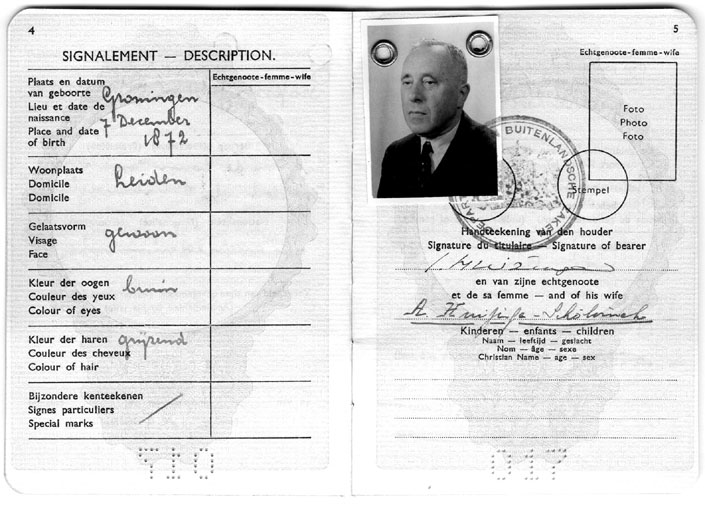 4
SIGNALEMENT — DESCRIPTION.
Echtgenoote - femme - wife
Plaats en datum
van geboorte
Lieu et date de
naissance
Place and date
of birth
Groningen
7 December
1872
Woonplaats
Domicile
Domicile
Leiden
Gelaatsvorm
Visage
Face
gewoon
Kleur der oogen
Couleur des yeux
Colour of eyes
bruin
Kleur der haren
Couleur des cheveux
Colour of hair
grijzend
Bijzondere kenteekenen
Signes particuliers
Special marks
5
Echtgenoote - femme - wife
Foto
Photo
Foto
BUITENLANDSCHE
Stempel
Handteekening van den houder
Signature du titulaire — Signature of bearer
en van zijne echtgenoote
et de sa femme — and of his wife
A. Huizinga-Schölvinck
Kinderen — enfants — children
Naam — leeftijd — geslacht
Nom — âge — sexe
Christian Name — age — sex
017